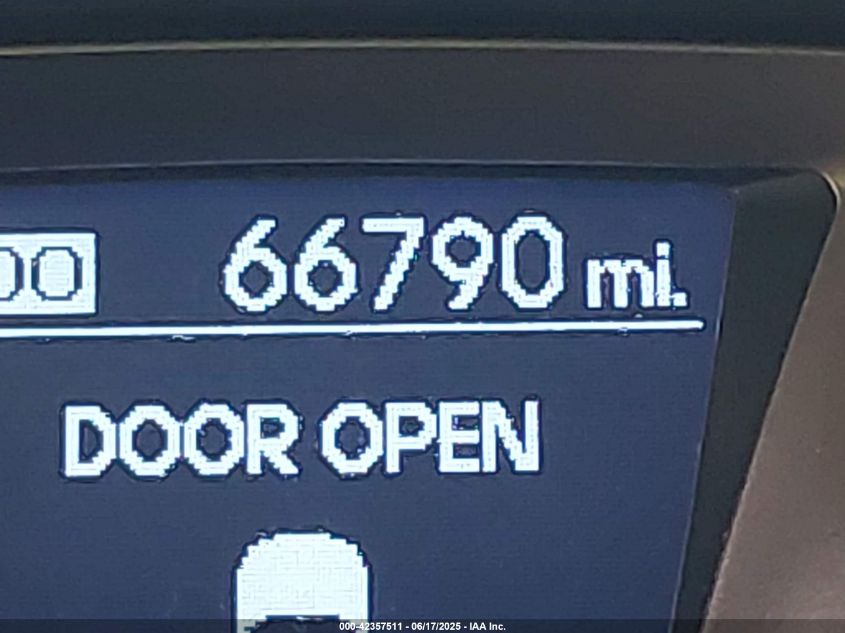 66790 mi.
DOOR OPEN
000-42357511 - 06/17/2025 - IAA Inc.